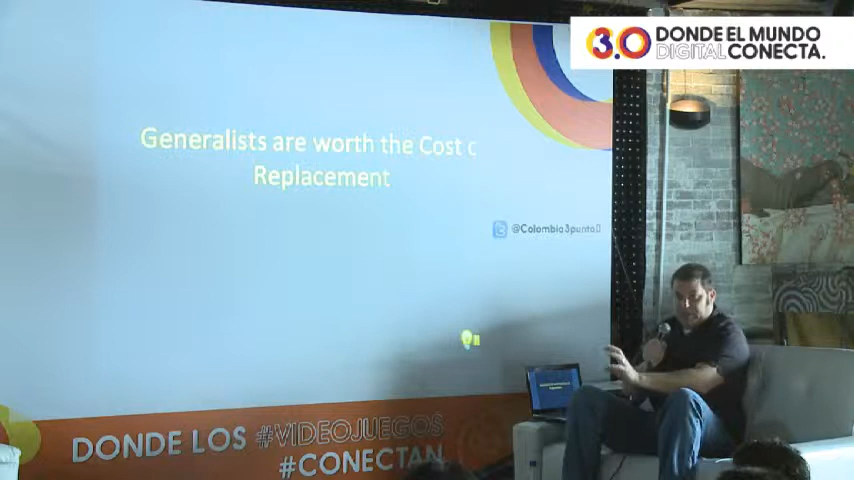 3.0 DONDE EL MUNDO
DIGITAL CONECTA.
Generalists are worth the Cost
Replacement
@Colombia3punto0
DONDE LOS #VIDEOJUEGOS
#CONECTAN